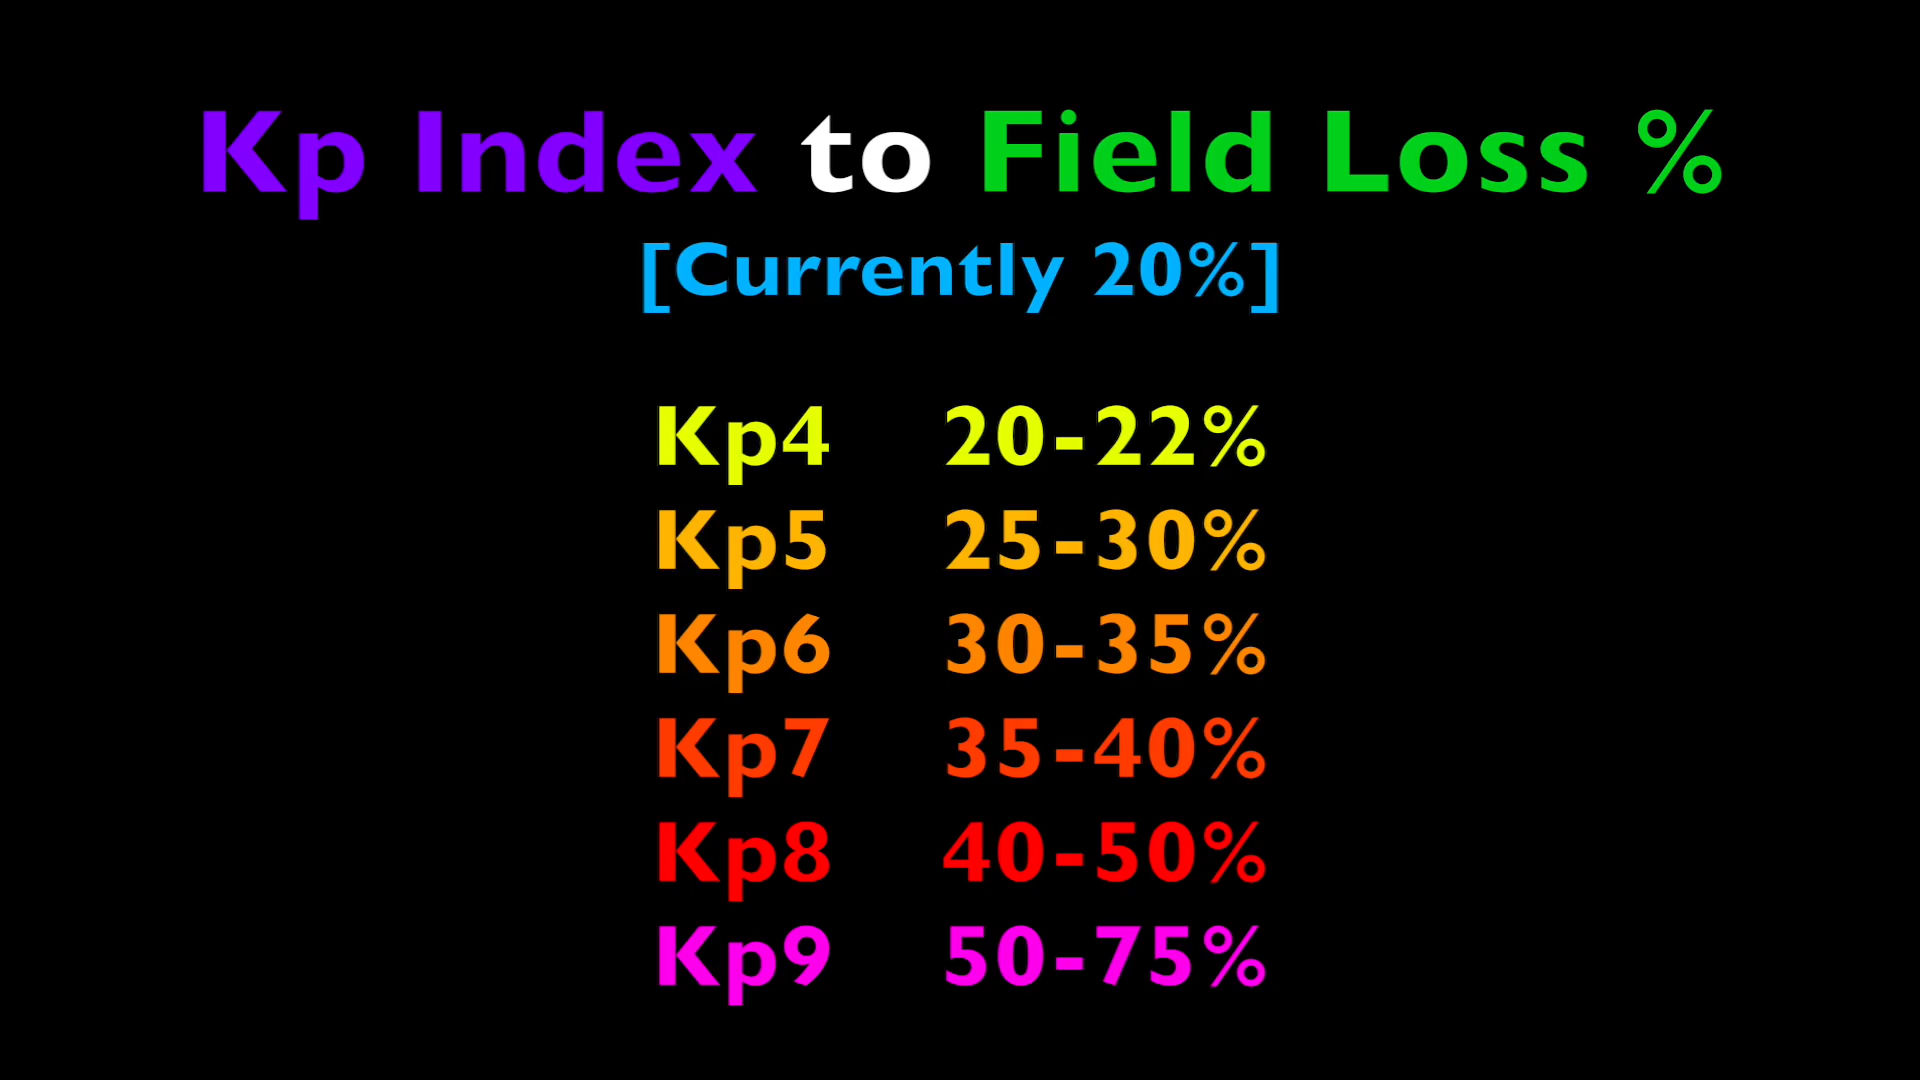 Kp Index to Field Loss %
[Currently 20%]
Kp4 20-22%
Kp5 25-30%
Kp6 30-35%
Kp7 35-40%
Kp8 40-50%
Kp9 50-75%